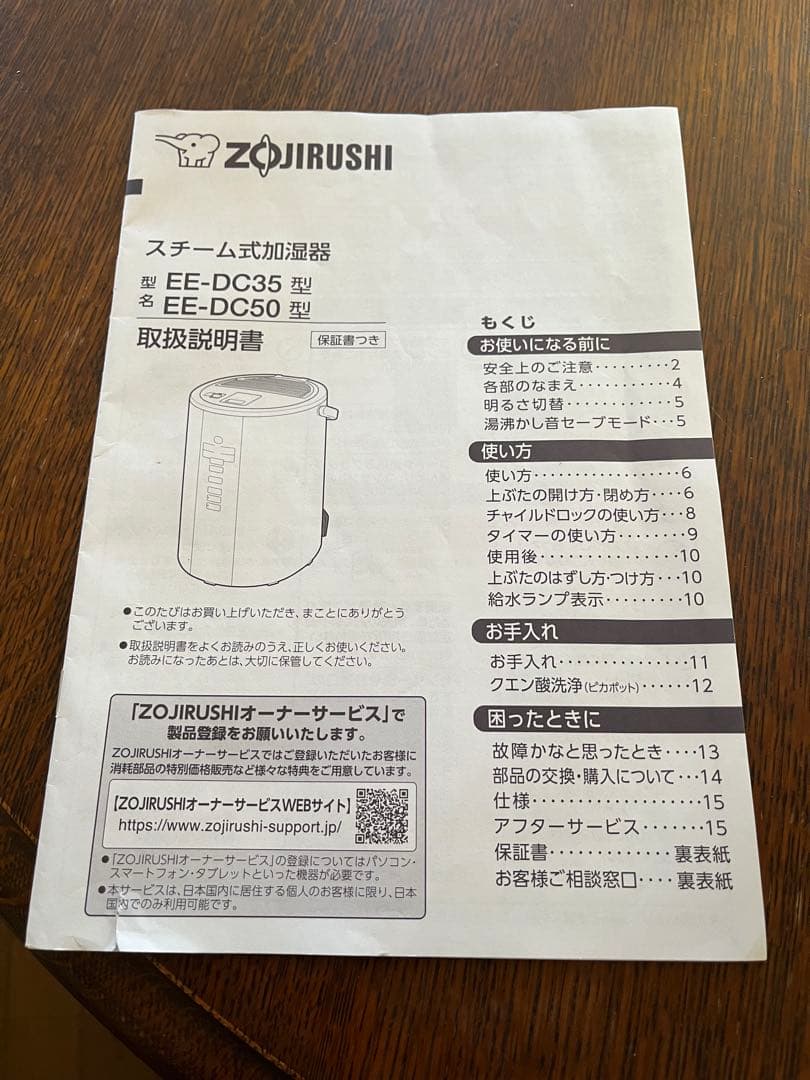 ZOJIRUSHI
スチーム式加湿器
型名 EE-DC35 型
EE-DC50 型
取扱説明書 保証書つき
●このたびはお買い上げいただき、まことにありがとう
ございます。
●取扱説明書をよくお読みのうえ、正しくお使いください。
お読みになったあとは、大切に保管してください。
「ZOJIRUSHIオーナーサービス」で
製品登録をお願いいたします。
ZOJIRUSHIオーナーサービスではご登録いただいたお客様に
消耗部品の特別価格販売など様々な特典をご用意しています。
【ZOJIRUSHIオーナーサービスWEBサイト】
https://www.zojirushi-support.jp/
●「ZOJIRUSHIオーナーサービス」の登録についてはパソコン・
スマートフォン・タブレットといった機器が必要です。
●本サービスは、日本国内に居住する個人のお客様に限り、日本
国内でのみ利用可能です。
もくじ
お使いになる前に
安全上のご注意・・・・・・・・・2
各部のなまえ・・・・・・・・・・・4
明るさ切替・・・・・・・・・・・・5
湯沸かし音セーブモード・・・5
使い方
使い方・・・・・・・・・・・・・・・・・6
上ぶたの開け方・閉め方・・・・6
チャイルドロックの使い方・・・8
タイマーの使い方・・・・・・・・9
使用後・・・・・・・・・・・・・・・・10
上ぶたのはずし方・つけ方・・・10
給水ランプ表示・・・・・・・・・10
お手入れ
お手入れ・・・・・・・・・・・・・・・11
クエン酸洗浄(ピカポット)・・・・・・12
困ったときに
故障かなと思ったとき・・・・13
部品の交換・購入について・・・14
仕様・・・・・・・・・・・・・・・・・・・15
アフターサービス・・・・・・・15
保証書・・・・・・・・・・・・裏表紙
お客様ご相談窓口・・・・裏表紙